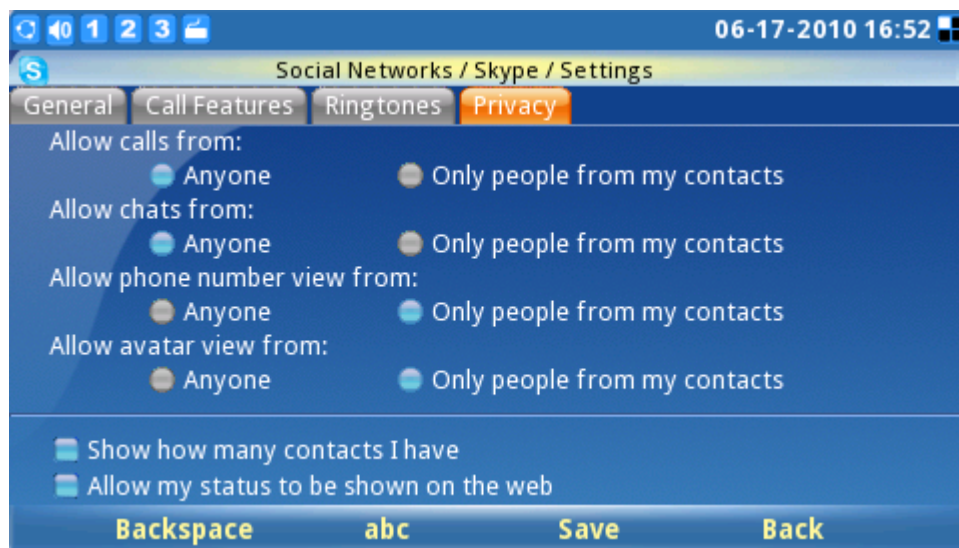 1 2 3 06-17-2010 16:52
S Social Networks / Skype / Settings
General Call Features Ringtones Privacy
Allow calls from:
Anyone Only people from my contacts
Allow chats from:
Anyone Only people from my contacts
Allow phone number view from:
Anyone Only people from my contacts
Allow avatar view from:
Anyone Only people from my contacts
Show how many contacts I have
Allow my status to be shown on the web
Backspace abc Save Back